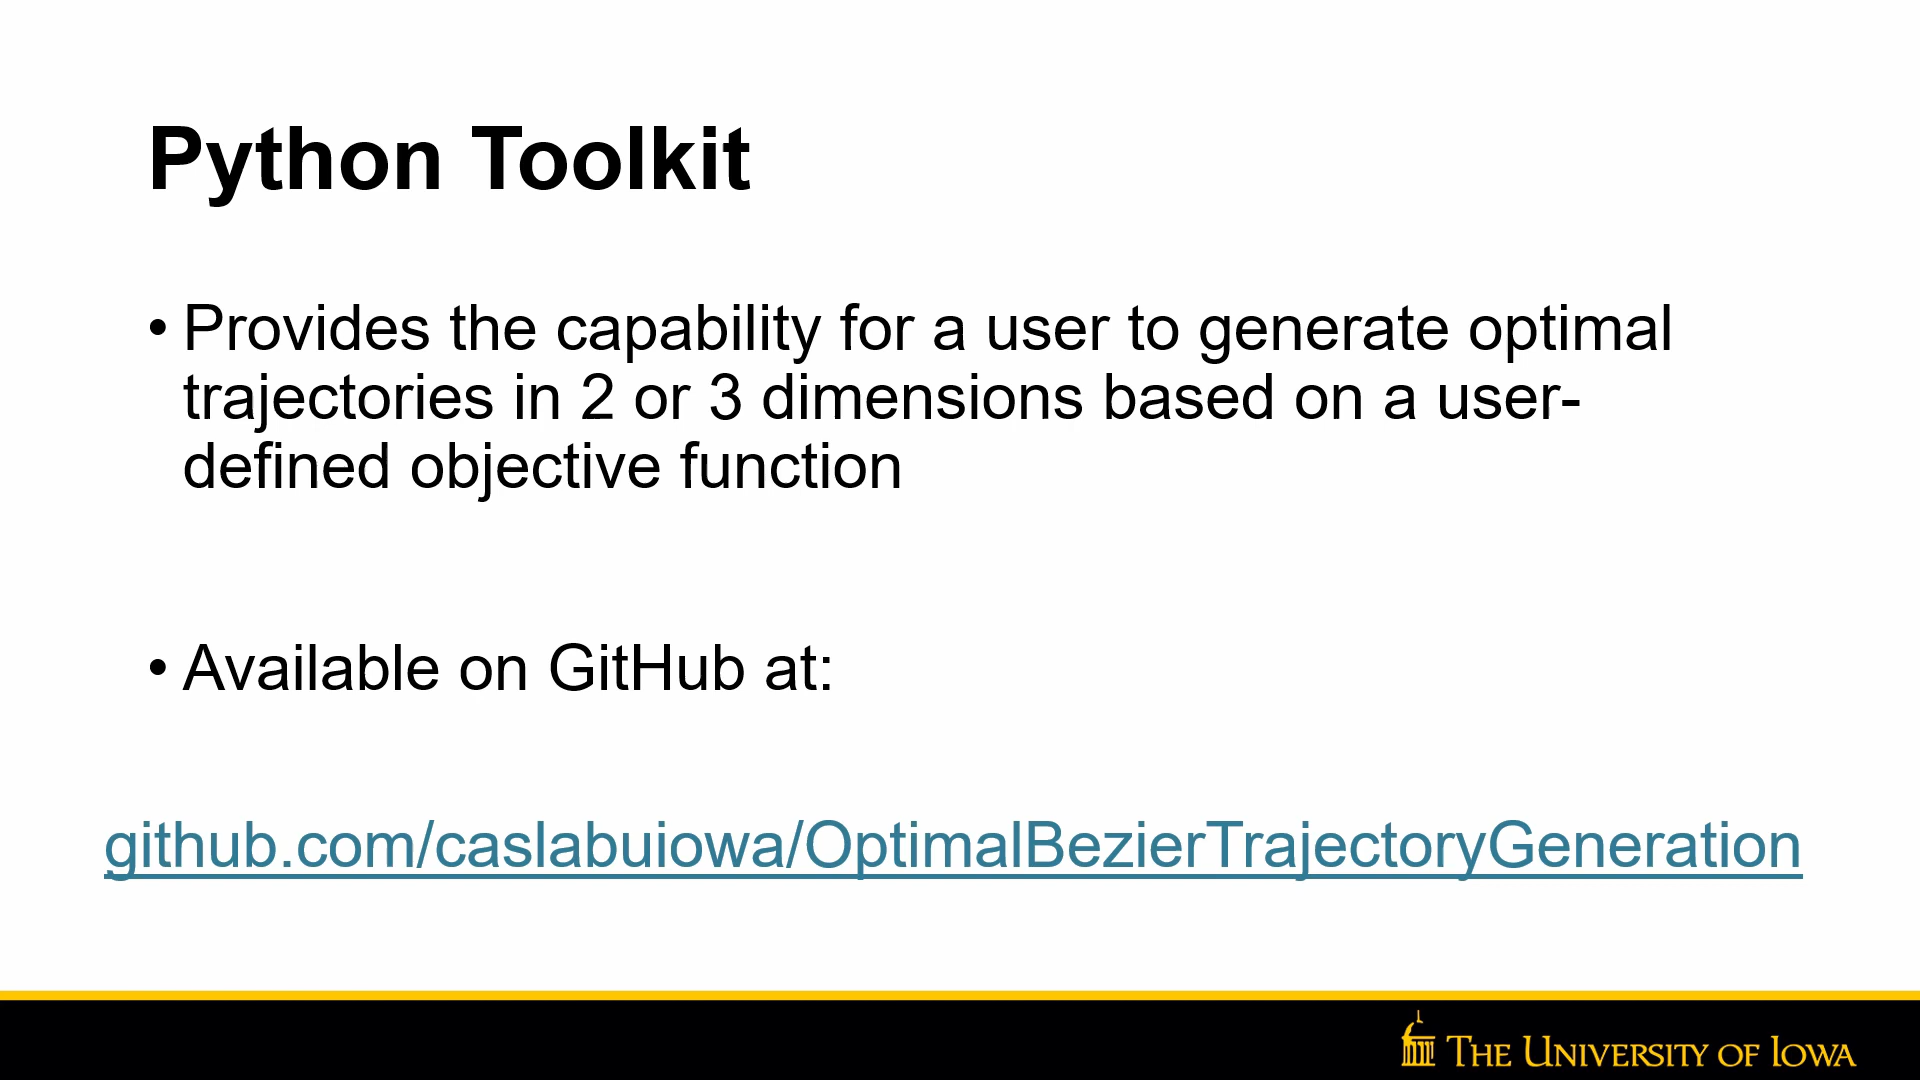 Python Toolkit
• Provides the capability for a user to generate optimal
trajectories in 2 or 3 dimensions based on a user-
defined objective function
• Available on GitHub at:
github.com/caslabuiowa/OptimalBezierTrajectoryGeneration
THE UNIVERSITY OF IOWA